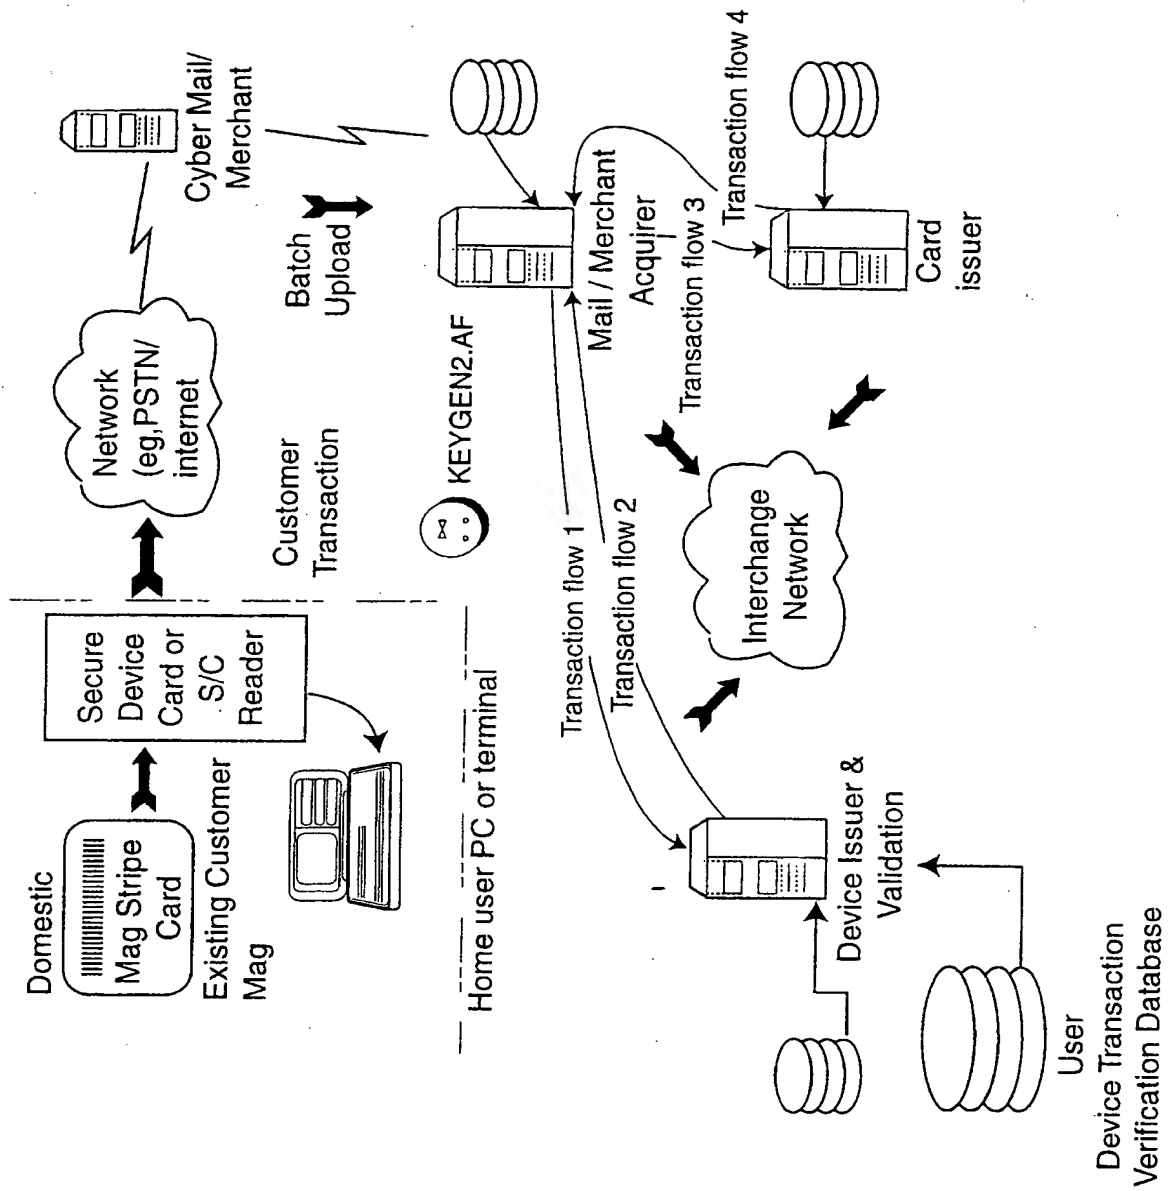 Domestic
Mag Stripe
Card
Existing Customer
Mag
Secure
Device
Card or
S/C
Reader
Network
(eg,PSTN/
internet
Cyber Mail/
Merchant
Customer
Transaction
Batch
Upload
Home user PC or terminal
KEYGEN2.AF
Mail / Merchant
Acquirer
Transaction flow 1
Transaction flow 2
Transaction flow 3
Transaction flow 4
Interchange
Network
Card
issuer
Device Issuer &
Validation
User
Device Transaction
Verification Database